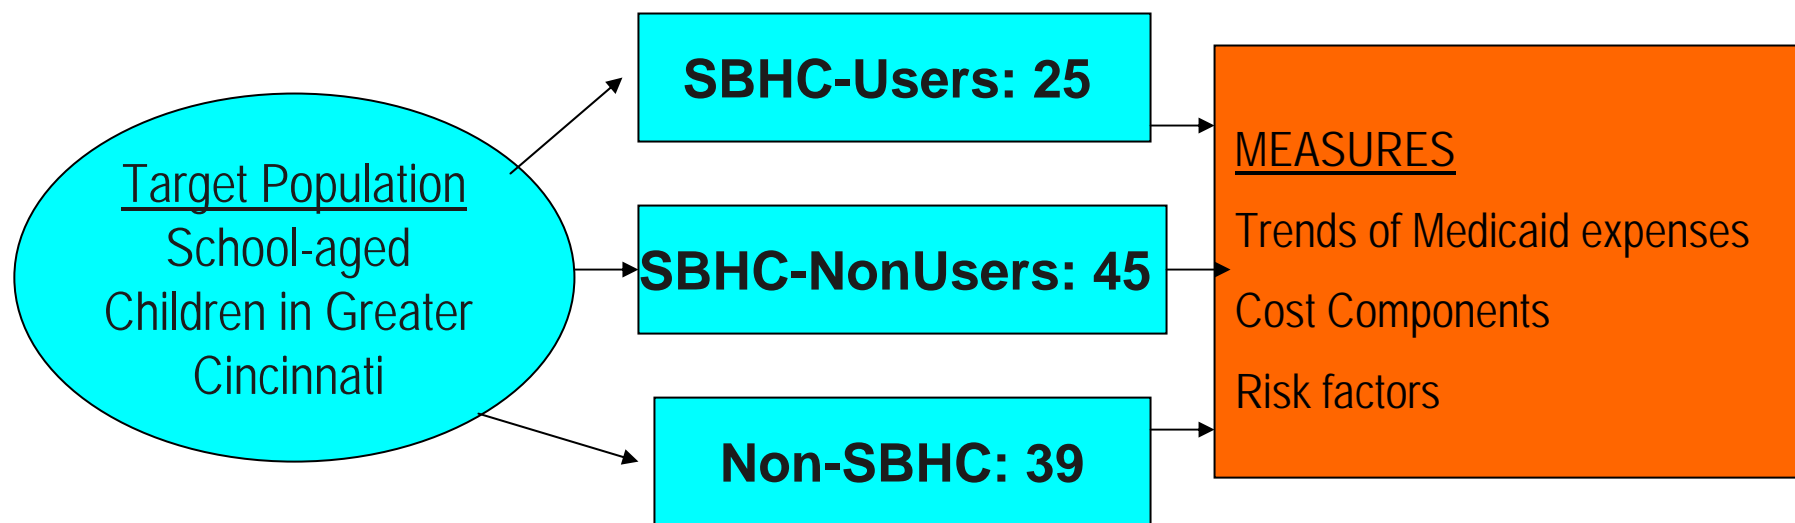 Target Population
School-aged
Children in Greater
Cincinnati
SBHC-Users: 25
SBHC-NonUsers: 45
Non-SBHC: 39
MEASURES
Trends of Medicaid expenses
Cost Components
Risk factors